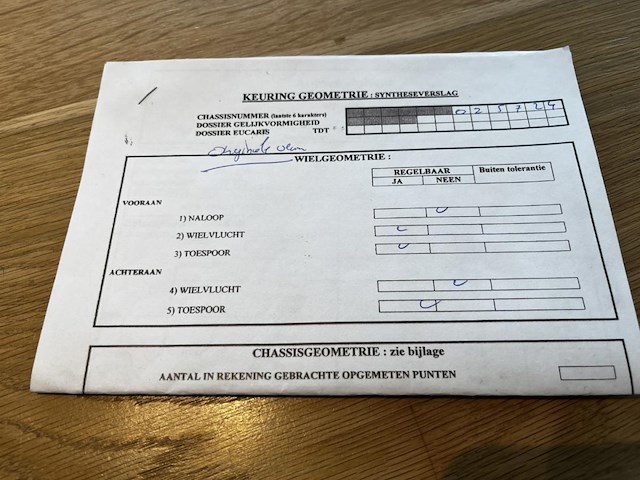 KEURING GEOMETRIE : SYNTHESEVERSLAG
CHASSISNUMMER (laatste 6 karakters)
DOSSIER GELIJKVORMIGHEID
DOSSIER EUCARIS TDT
WIELGEOMETRIE :
REGELBAAR Buiten tolerantie
JA NEEN
VOORAAN
1) NALOOP
2) WIELVLUCHT
3) TOESPOOR
ACHTERAAN
4) WIELVLUCHT
5) TOESPOOR
CHASSISGEOMETRIE : zie bijlage
AANTAL IN REKENING GEBRACHTE OPGEMETEN PUNTEN